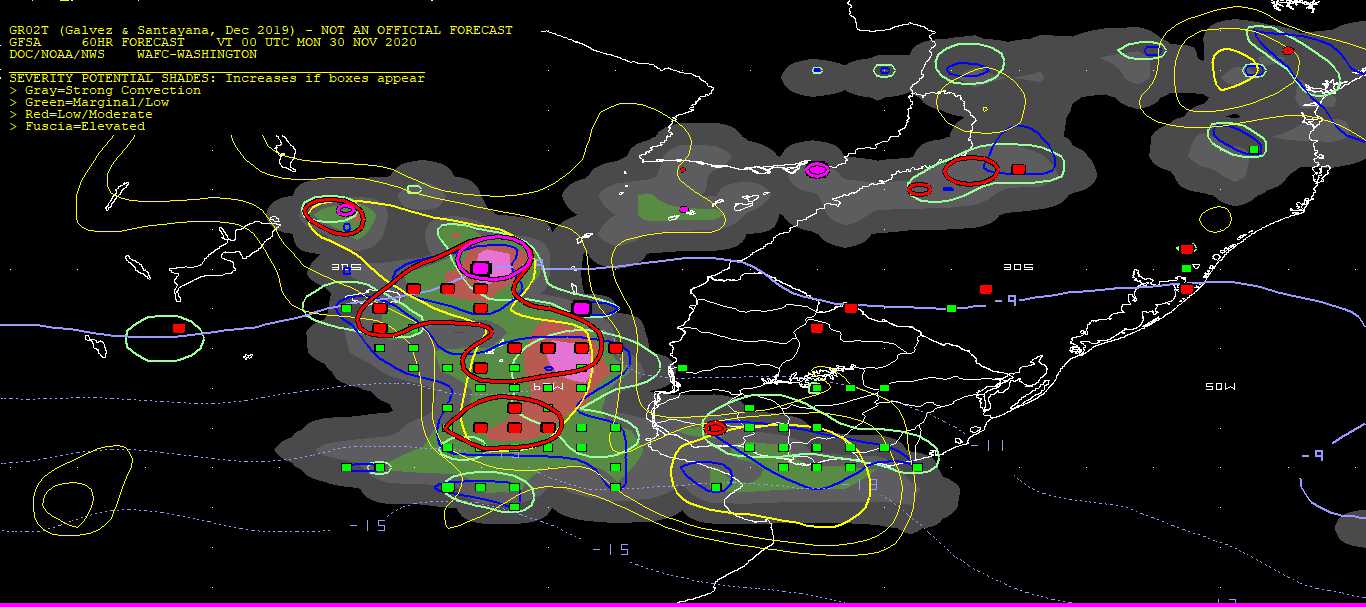 GR02T (Galvez & Santayana, Dec 2019) - NOT AN OFFICIAL FORECAST
GFSA 60HR FORECAST VT 00 UTC MON 30 NOV 2020
DOC/NOAA/NWS WAFC-WASHINGTON
SEVERITY POTENTIAL SHADES: Increases if boxes appear
> Gray=Strong Convection
> Green=Marginal/Low
> Red=Low/Moderate
> Fuscia=Elevated
30S
30S
-9
60W
50W
-11
-9
-13
-15
-15